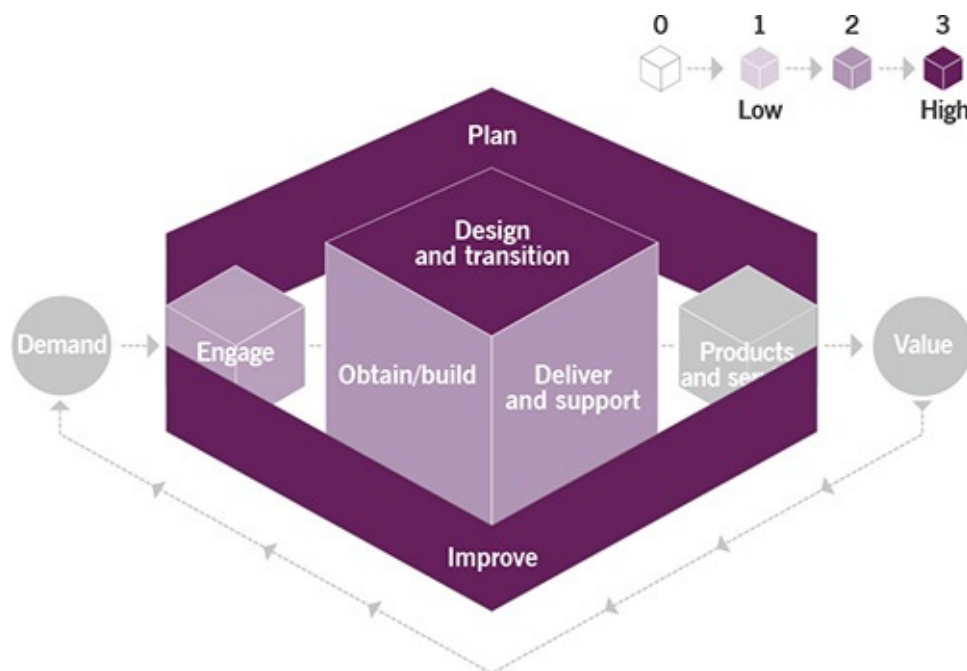 0 1 2 3
Low High
Plan
Design
and transition
Demand
Engage
Obtain/build
Deliver
and support
Products
and
Value
Improve